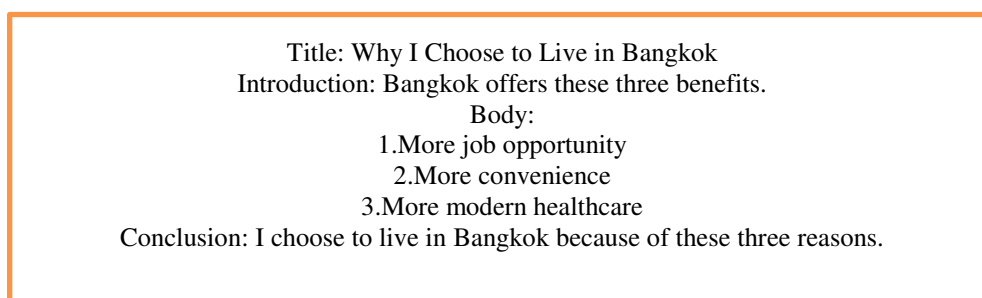 Title: Why I Choose to Live in Bangkok
Introduction: Bangkok offers these three benefits.
Body:
1.More job opportunity
2.More convenience
3.More modern healthcare
Conclusion: I choose to live in Bangkok because of these three reasons.